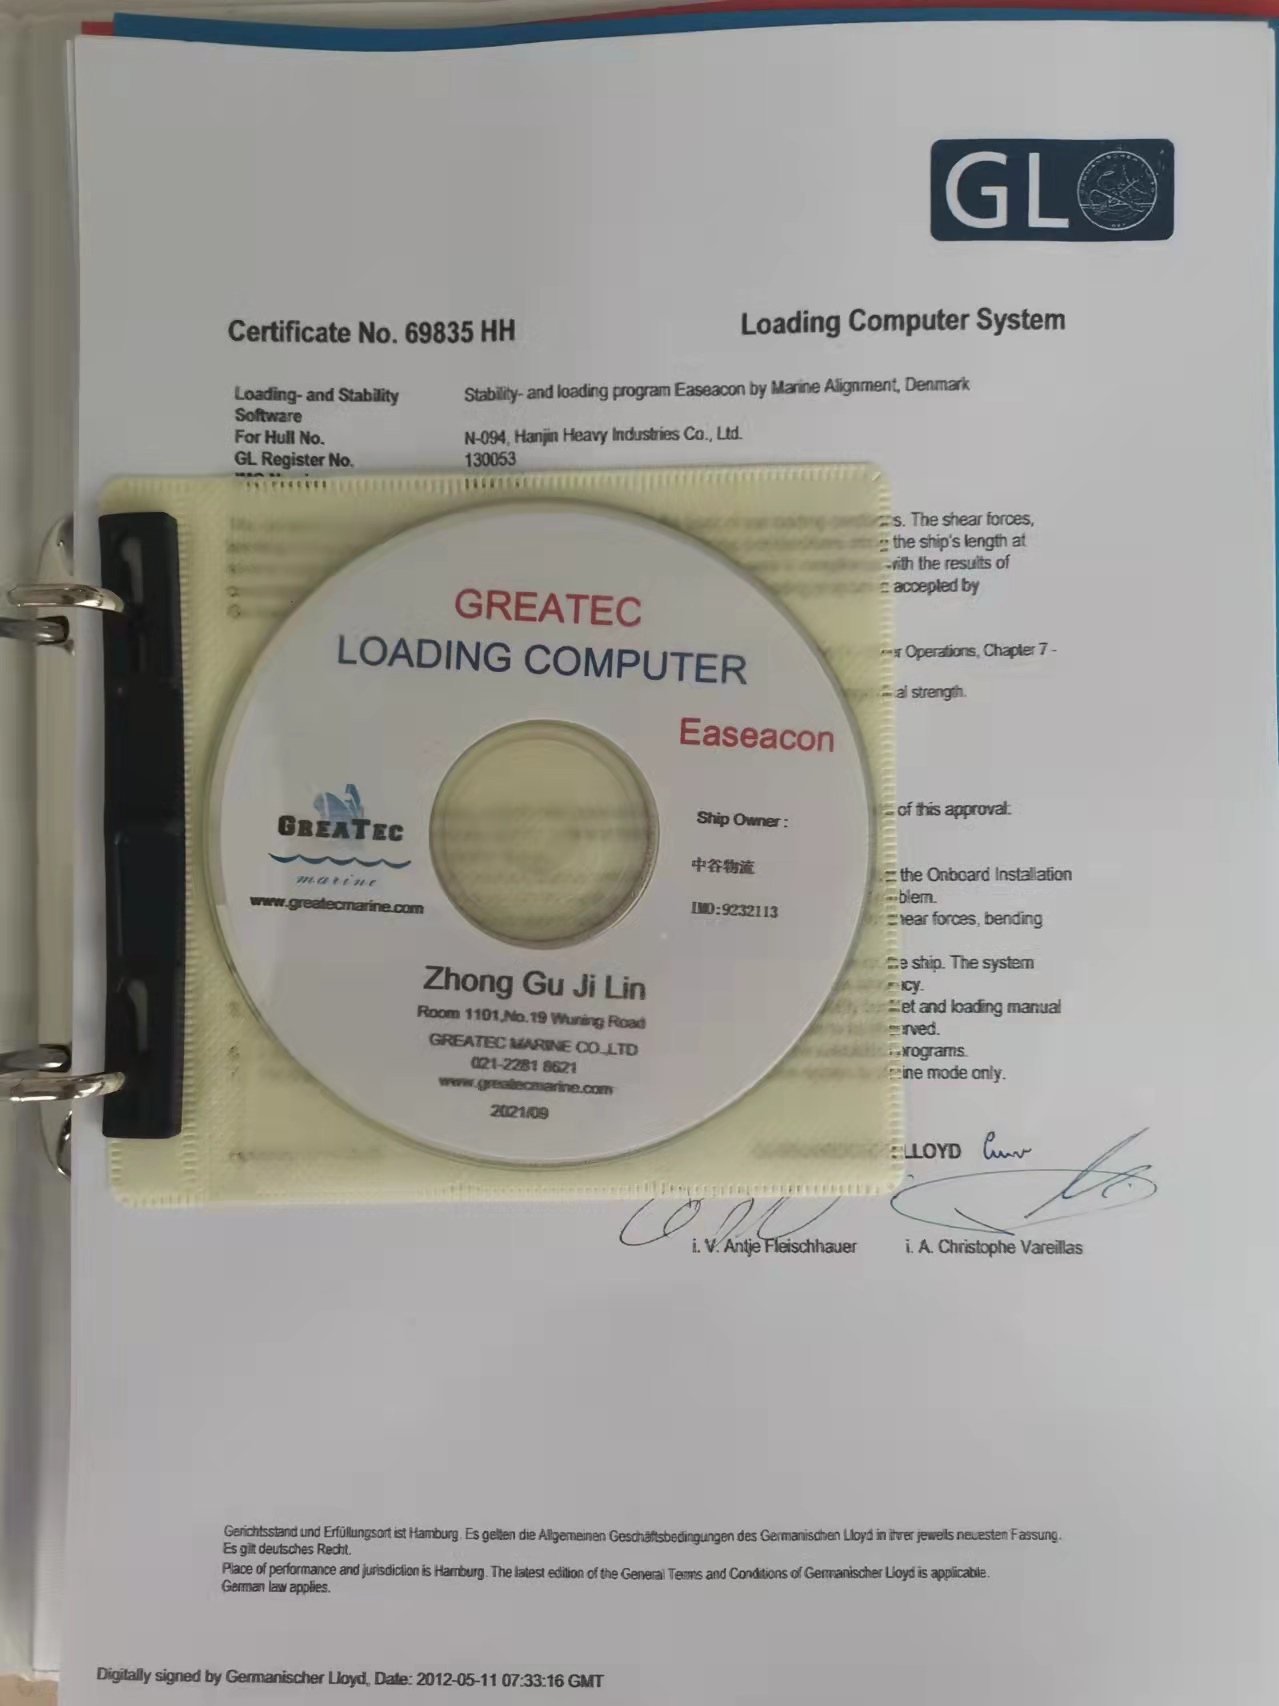 GL
Certificate No. 69835 HH
Loading Computer System
Loading- and Stability Software
Stability- and loading program Easeacon by Marine Alignment, Denmark
For Hull No.
N-094, Hanjin Heavy Industries Co., Ltd.
GL Register No.
130053
s. The shear forces,
the ship's length at
with the results of
accepted by
r Operations, Chapter 7 -
al strength.
of this approval:
the Onboard Installation
blem.
hear forces, bending
e ship. The system
icy.
et and loading manual
rved.
rograms.
ine mode only.
LLOYD
i. V. Antje Fleischhauer
i. A. Christophe Vareillas
GREATEC
LOADING COMPUTER
Easeacon
GREATEC
marine
www.greatecmarine.com
Ship Owner :
中谷物流
IMO:9232113
Zhong Gu Ji Lin
Room 1101,No.19 Wuning Road
GREATEC MARINE CO.,LTD
021-2281 8621
www.greatecmarine.com
2021/09
Gerichtsstand und Erfüllungsort ist Hamburg. Es gelten die Allgemeinen Geschäftsbedingungen des Germanischen Lloyd in ihrer jeweils neuesten Fassung.
Es gilt deutsches Recht.
Place of performance and jurisdiction is Hamburg. The latest edition of the General Terms and Conditions of Germanischer Lloyd is applicable.
German law applies.
Digitally signed by Germanischer Lloyd, Date: 2012-05-11 07:33:16 GMT